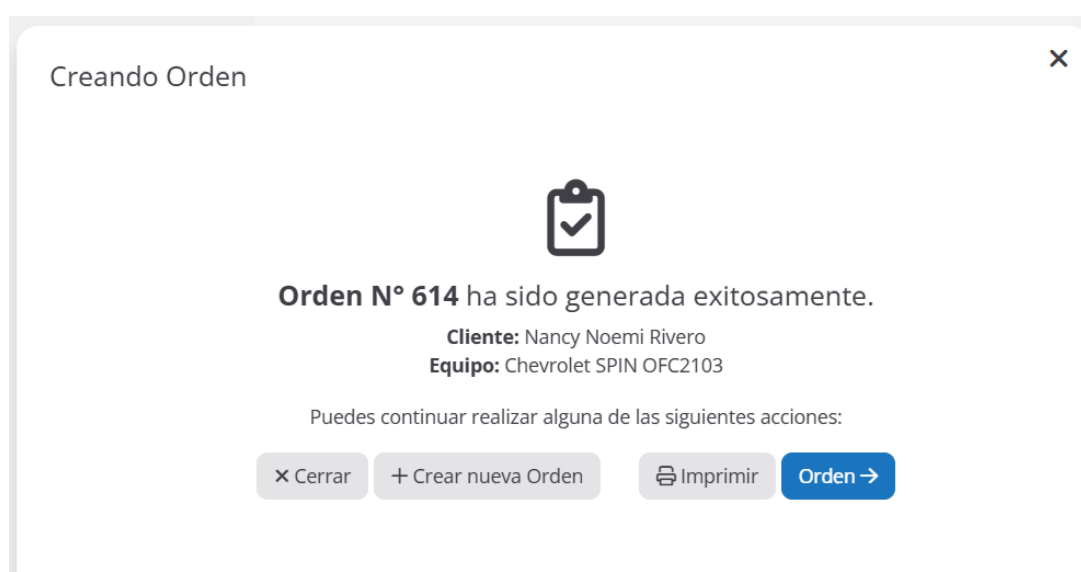 Creando Orden
Orden N° 614 ha sido generada exitosamente.
Cliente: Nancy Noemi Rivero
Equipo: Chevrolet SPIN OFC2103
Puedes continuar realizar alguna de las siguientes acciones:
Cerrar
+ Crear nueva Orden
Imprimir
Orden →